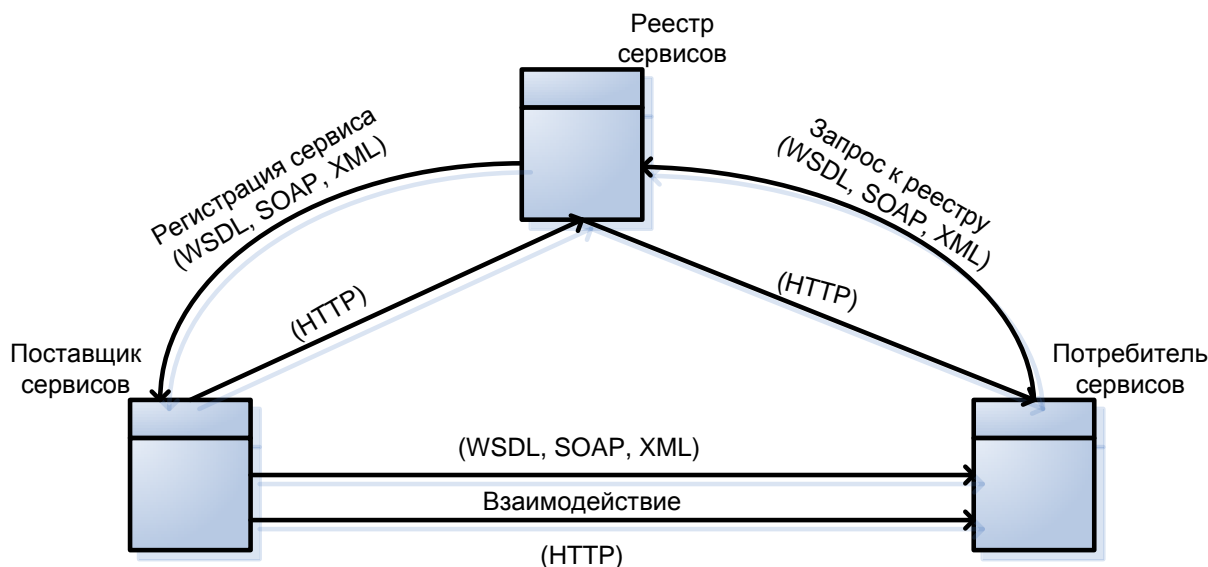 Реестр
сервисов
Регистрация сервиса
(WSDL, SOAP, XML)
Запрос к реестру
(WSDL, SOAP, XML)
(HTTP)
(HTTP)
Поставщик
сервисов
Потребитель
сервисов
(WSDL, SOAP, XML)
Взаимодействие
(HTTP)